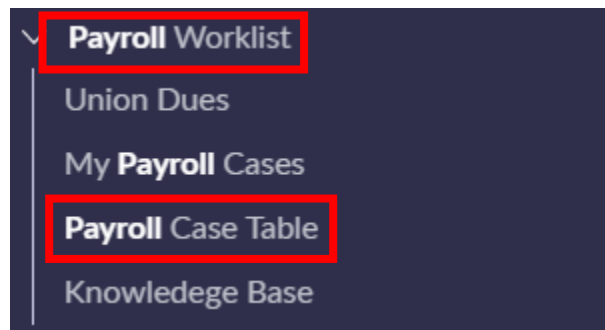 Payroll Worklist
Union Dues
My Payroll Cases
Payroll Case Table
Knowledege Base